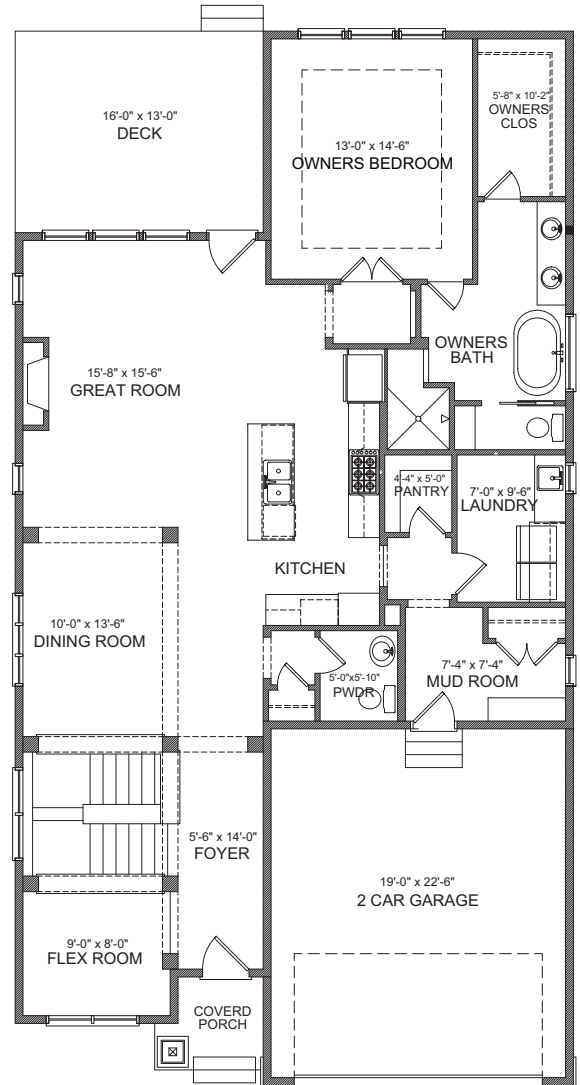 16'-0" x 13'-0"
DECK
13'-0" x 14'-6"
OWNERS BEDROOM
5'-8" x 10'-2"
OWNERS
CLOS
OWNERS
BATH
15'-8" x 15'-6"
GREAT ROOM
4'-4" x 5'-0"
PANTRY
7'-0" x 9'-6"
LAUNDRY
KITCHEN
10'-0" x 13'-6"
DINING ROOM
5'-0"x5'-10"
PWDR
7'-4" x 7'-4"
MUD ROOM
5'-6" x 14'-0"
FOYER
19'-0" x 22'-6"
2 CAR GARAGE
9'-0" x 8'-0"
FLEX ROOM
COVERD
PORCH